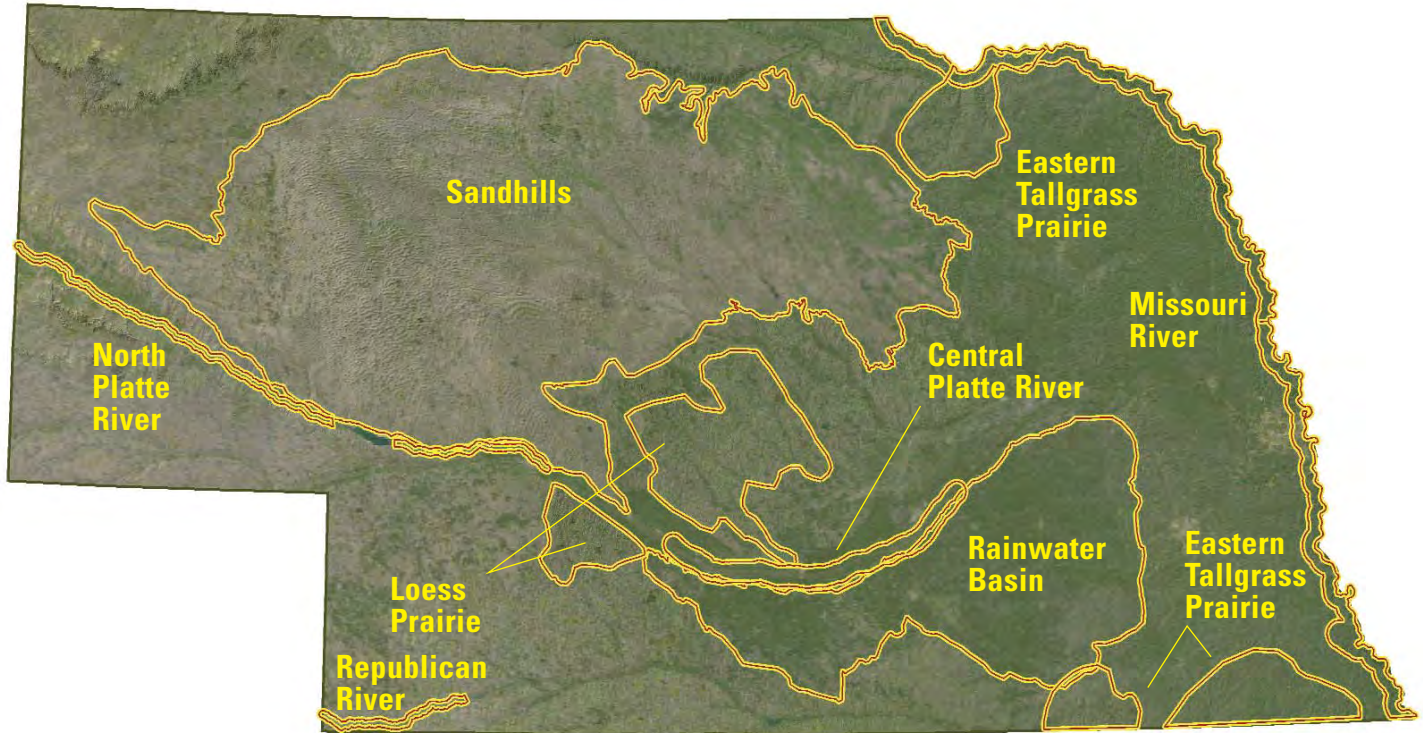 Sandhills
Eastern
Tallgrass
Prairie
Missouri
River
North
Platte
River
Central
Platte River
Rainwater
Basin
Eastern
Tallgrass
Prairie
Loess
Prairie
Republican
River